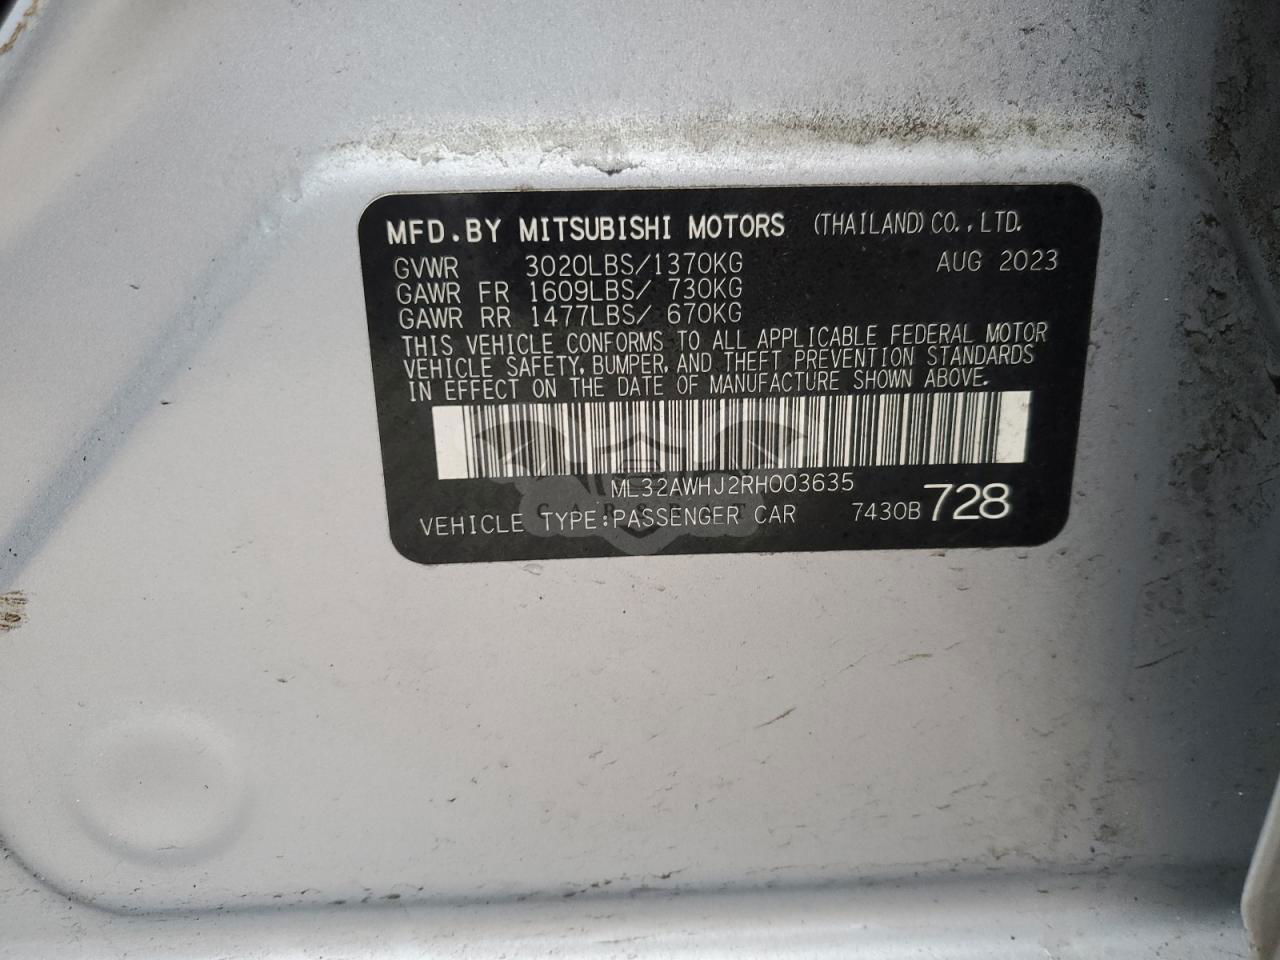 MFD.BY MITSUBISHI MOTORS (THAILAND) CO.,LTD.
GVWR 3020LBS/1370KG AUG 2023
GAWR FR 1609LBS/ 730KG
GAWR RR 1477LBS/ 670KG
THIS VEHICLE CONFORMS TO ALL APPLICABLE FEDERAL MOTOR
VEHICLE SAFETY, BUMPER, AND THEFT PREVENTION STANDARDS
IN EFFECT ON THE DATE OF MANUFACTURE SHOWN ABOVE.
ML32AWHJ2RH003635
VEHICLE TYPE:PASSENGER CAR 7430B 728